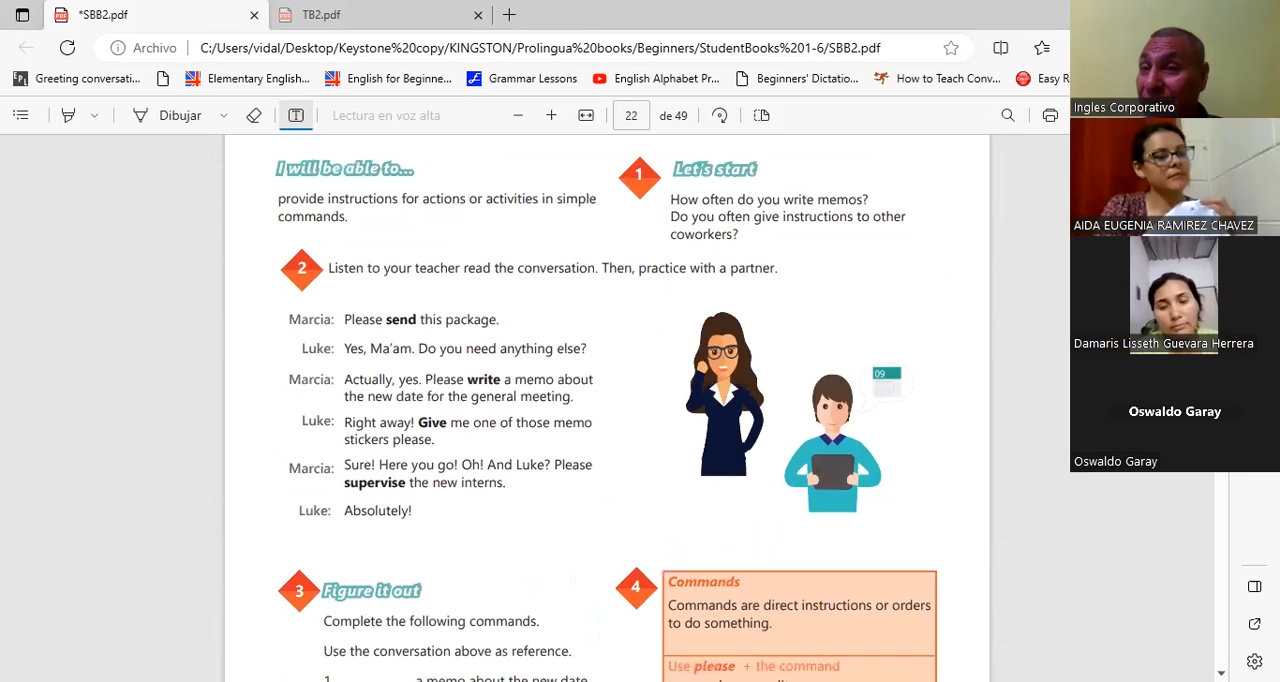 *SBB2.pdf
TB2.pdf
Archivo
C:/Users/vidal/Desktop/Keystone%20copy/KINGSTON/Prolingua%20books/Beginners/StudentBooks%201-6/SBB2.pdf
Greeting conversati...
Elementary English...
English for Beginne...
Grammar Lessons
English Alphabet Pr...
Beginners' Dictatio...
How to Teach Conv...
Easy R
Dibujar
Lectura en voz alta
22
de 49
I will be able to...
provide instructions for actions or activities in simple
commands.
1
Let's start
How often do you write memos?
Do you often give instructions to other
coworkers?
2
Listen to your teacher read the conversation. Then, practice with a partner.
Marcia: Please send this package.
Luke: Yes, Ma'am. Do you need anything else?
Marcia: Actually, yes. Please write a memo about
the new date for the general meeting.
Luke: Right away! Give me one of those memo
stickers please.
Marcia: Sure! Here you go! Oh! And Luke? Please
supervise the new interns.
Luke: Absolutely!
09
3
Figure it out
Complete the following commands.
Use the conversation above as reference.
1. a memo about the new date
4
Commands
Commands are direct instructions or orders
to do something.
Use please + the command
Ingles Corporativo
AIDA EUGENIA RAMIREZ CHAVEZ
Damaris Lisseth Guevara Herrera
Oswaldo Garay
Oswaldo Garay